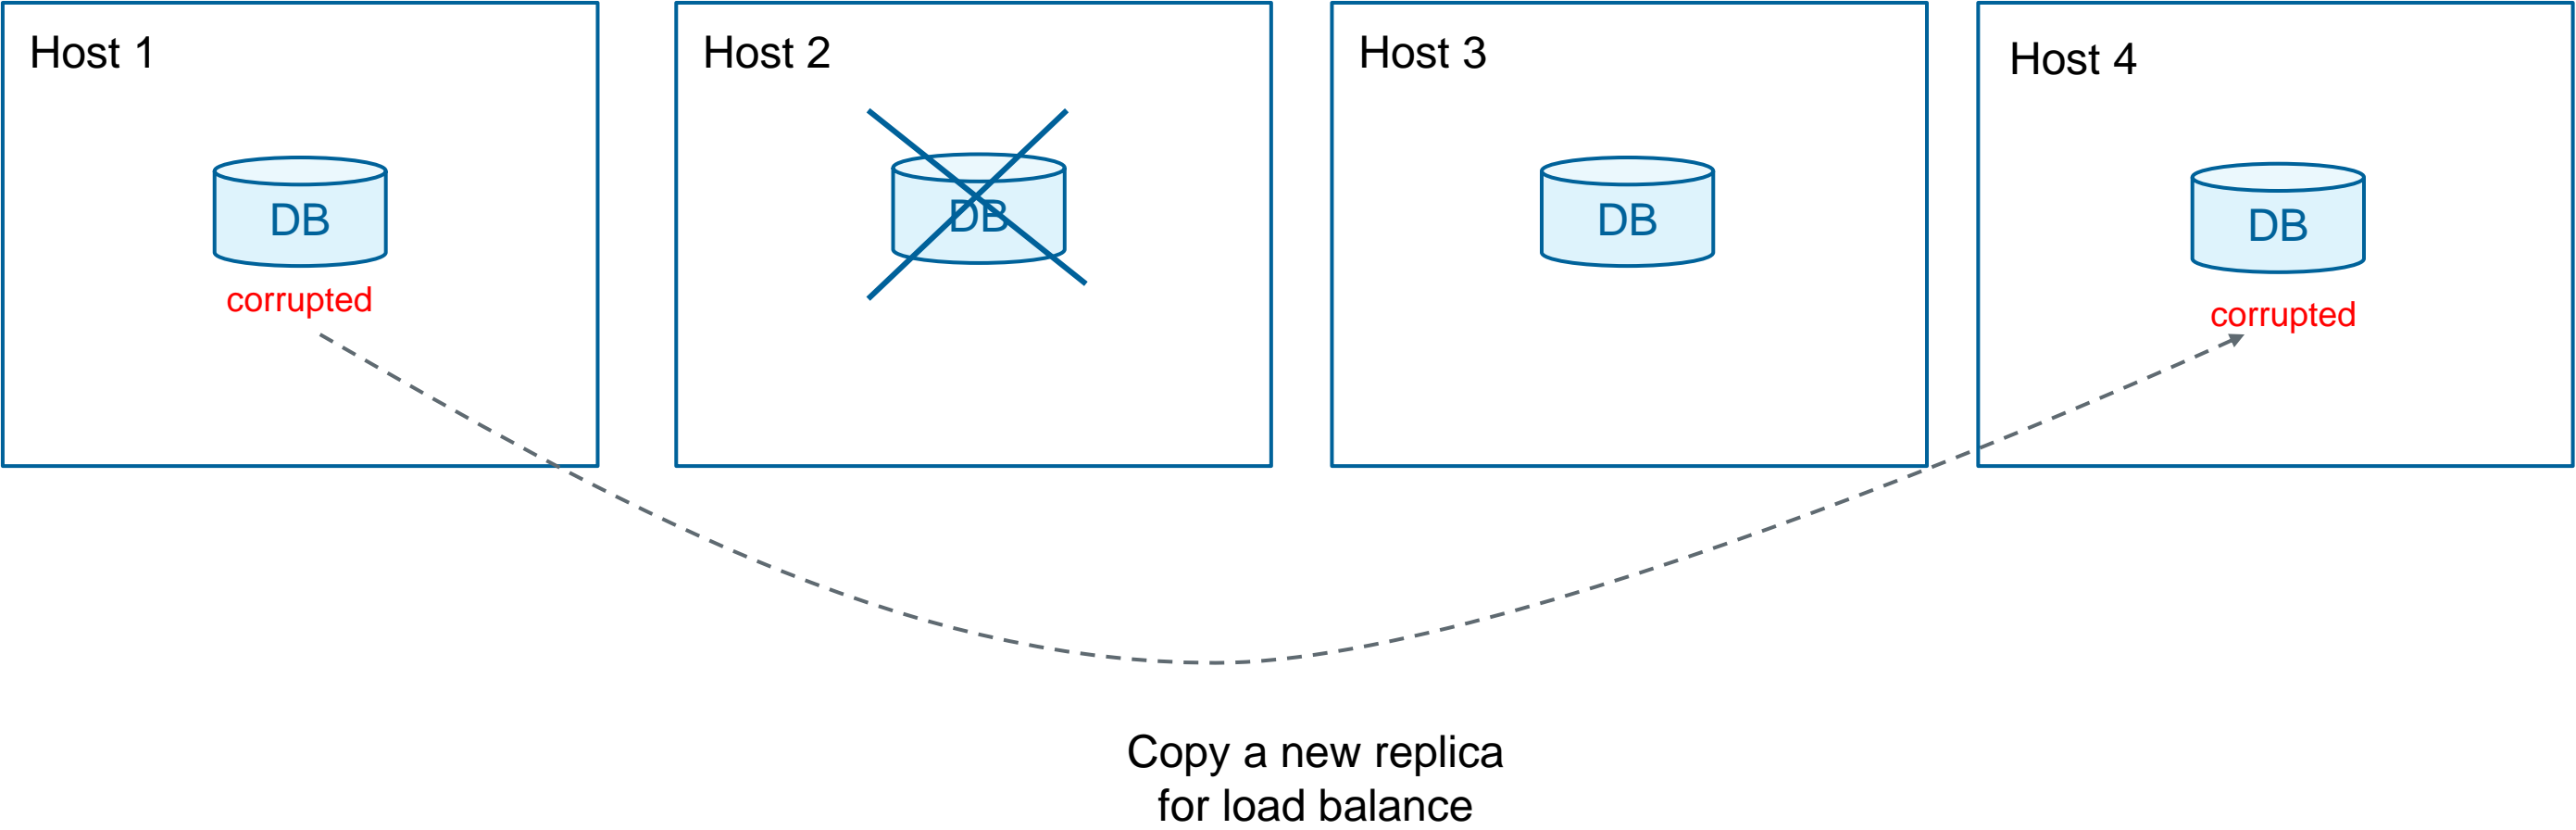 Host 1
DB
corrupted
Host 2
DB
Host 3
DB
Host 4
DB
corrupted
Copy a new replica
for load balance